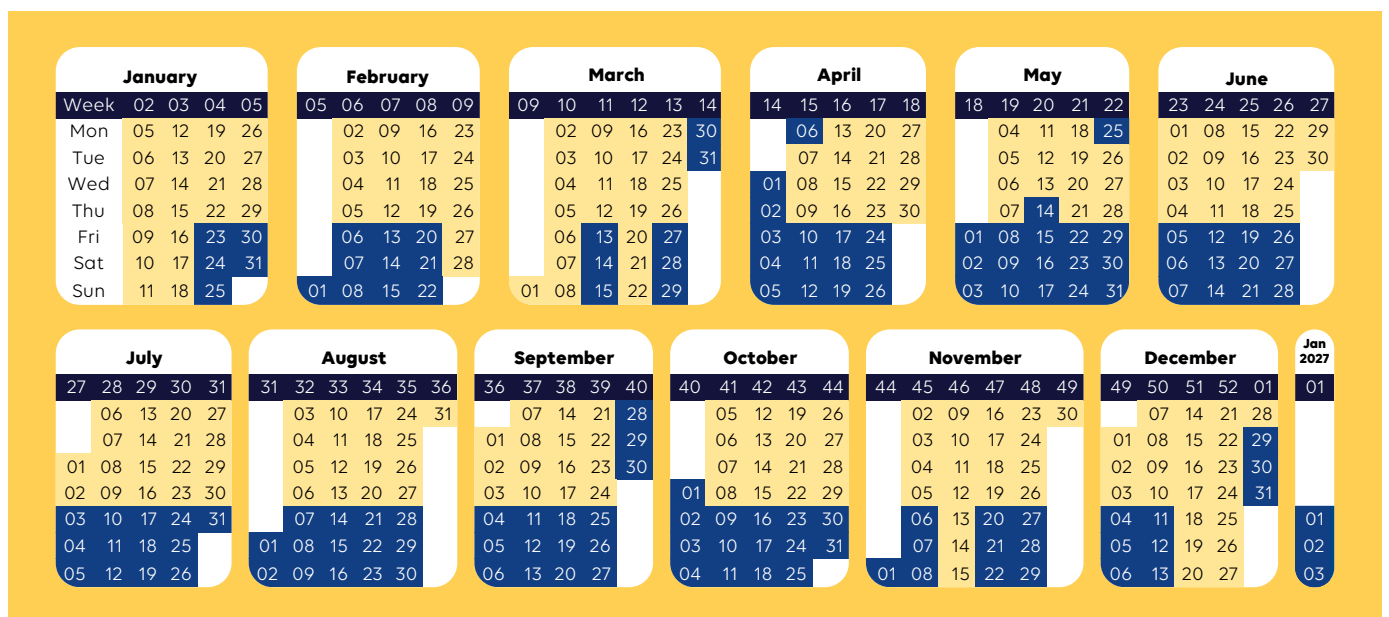 January
Week 02 03 04 05
Mon 05 12 19 26
Tue 06 13 20 27
Wed 07 14 21 28
Thu 08 15 22 29
Fri 09 16 23 30
Sat 10 17 24 31
Sun 11 18 25
February
05 06 07 08 09
02 09 16 23
03 10 17 24
04 11 18 25
05 12 19 26
06 13 20 27
07 14 21 28
01 08 15 22
March
09 10 11 12 13 14
02 09 16 23 30
03 10 17 24 31
04 11 18 25
05 12 19 26
06 13 20 27
07 14 21 28
01 08 15 22 29
April
14 15 16 17 18
06 13 20 27
07 14 21 28
01 08 15 22 29
02 09 16 23 30
03 10 17 24
04 11 18 25
05 12 19 26
May
18 19 20 21 22
04 11 18 25
05 12 19 26
06 13 20 27
07 14 21 28
01 08 15 22 29
02 09 16 23 30
03 10 17 24 31
June
23 24 25 26 27
01 08 15 22 29
02 09 16 23 30
03 10 17 24
04 11 18 25
05 12 19 26
06 13 20 27
07 14 21 28
July
27 28 29 30 31
06 13 20 27
07 14 21 28
01 08 15 22 29
02 09 16 23 30
03 10 17 24 31
04 11 18 25
05 12 19 26
August
31 32 33 34 35 36
03 10 17 24 31
04 11 18 25
05 12 19 26
06 13 20 27
07 14 21 28
01 08 15 22 29
02 09 16 23 30
September
36 37 38 39 40
07 14 21 28
01 08 15 22 29
02 09 16 23 30
03 10 17 24
04 11 18 25
05 12 19 26
06 13 20 27
October
40 41 42 43 44
05 12 19 26
06 13 20 27
07 14 21 28
01 08 15 22 29
02 09 16 23 30
03 10 17 24 31
04 11 18 25
November
44 45 46 47 48 49
02 09 16 23 30
03 10 17 24
04 11 18 25
05 12 19 26
06 13 20 27
07 14 21 28
01 08 15 22 29
December
49 50 51 52 01
07 14 21 28
01 08 15 22 29
02 09 16 23 30
03 10 17 24 31
04 11 18 25
05 12 19 26
06 13 20 27
Jan
2027
01
01
02
03